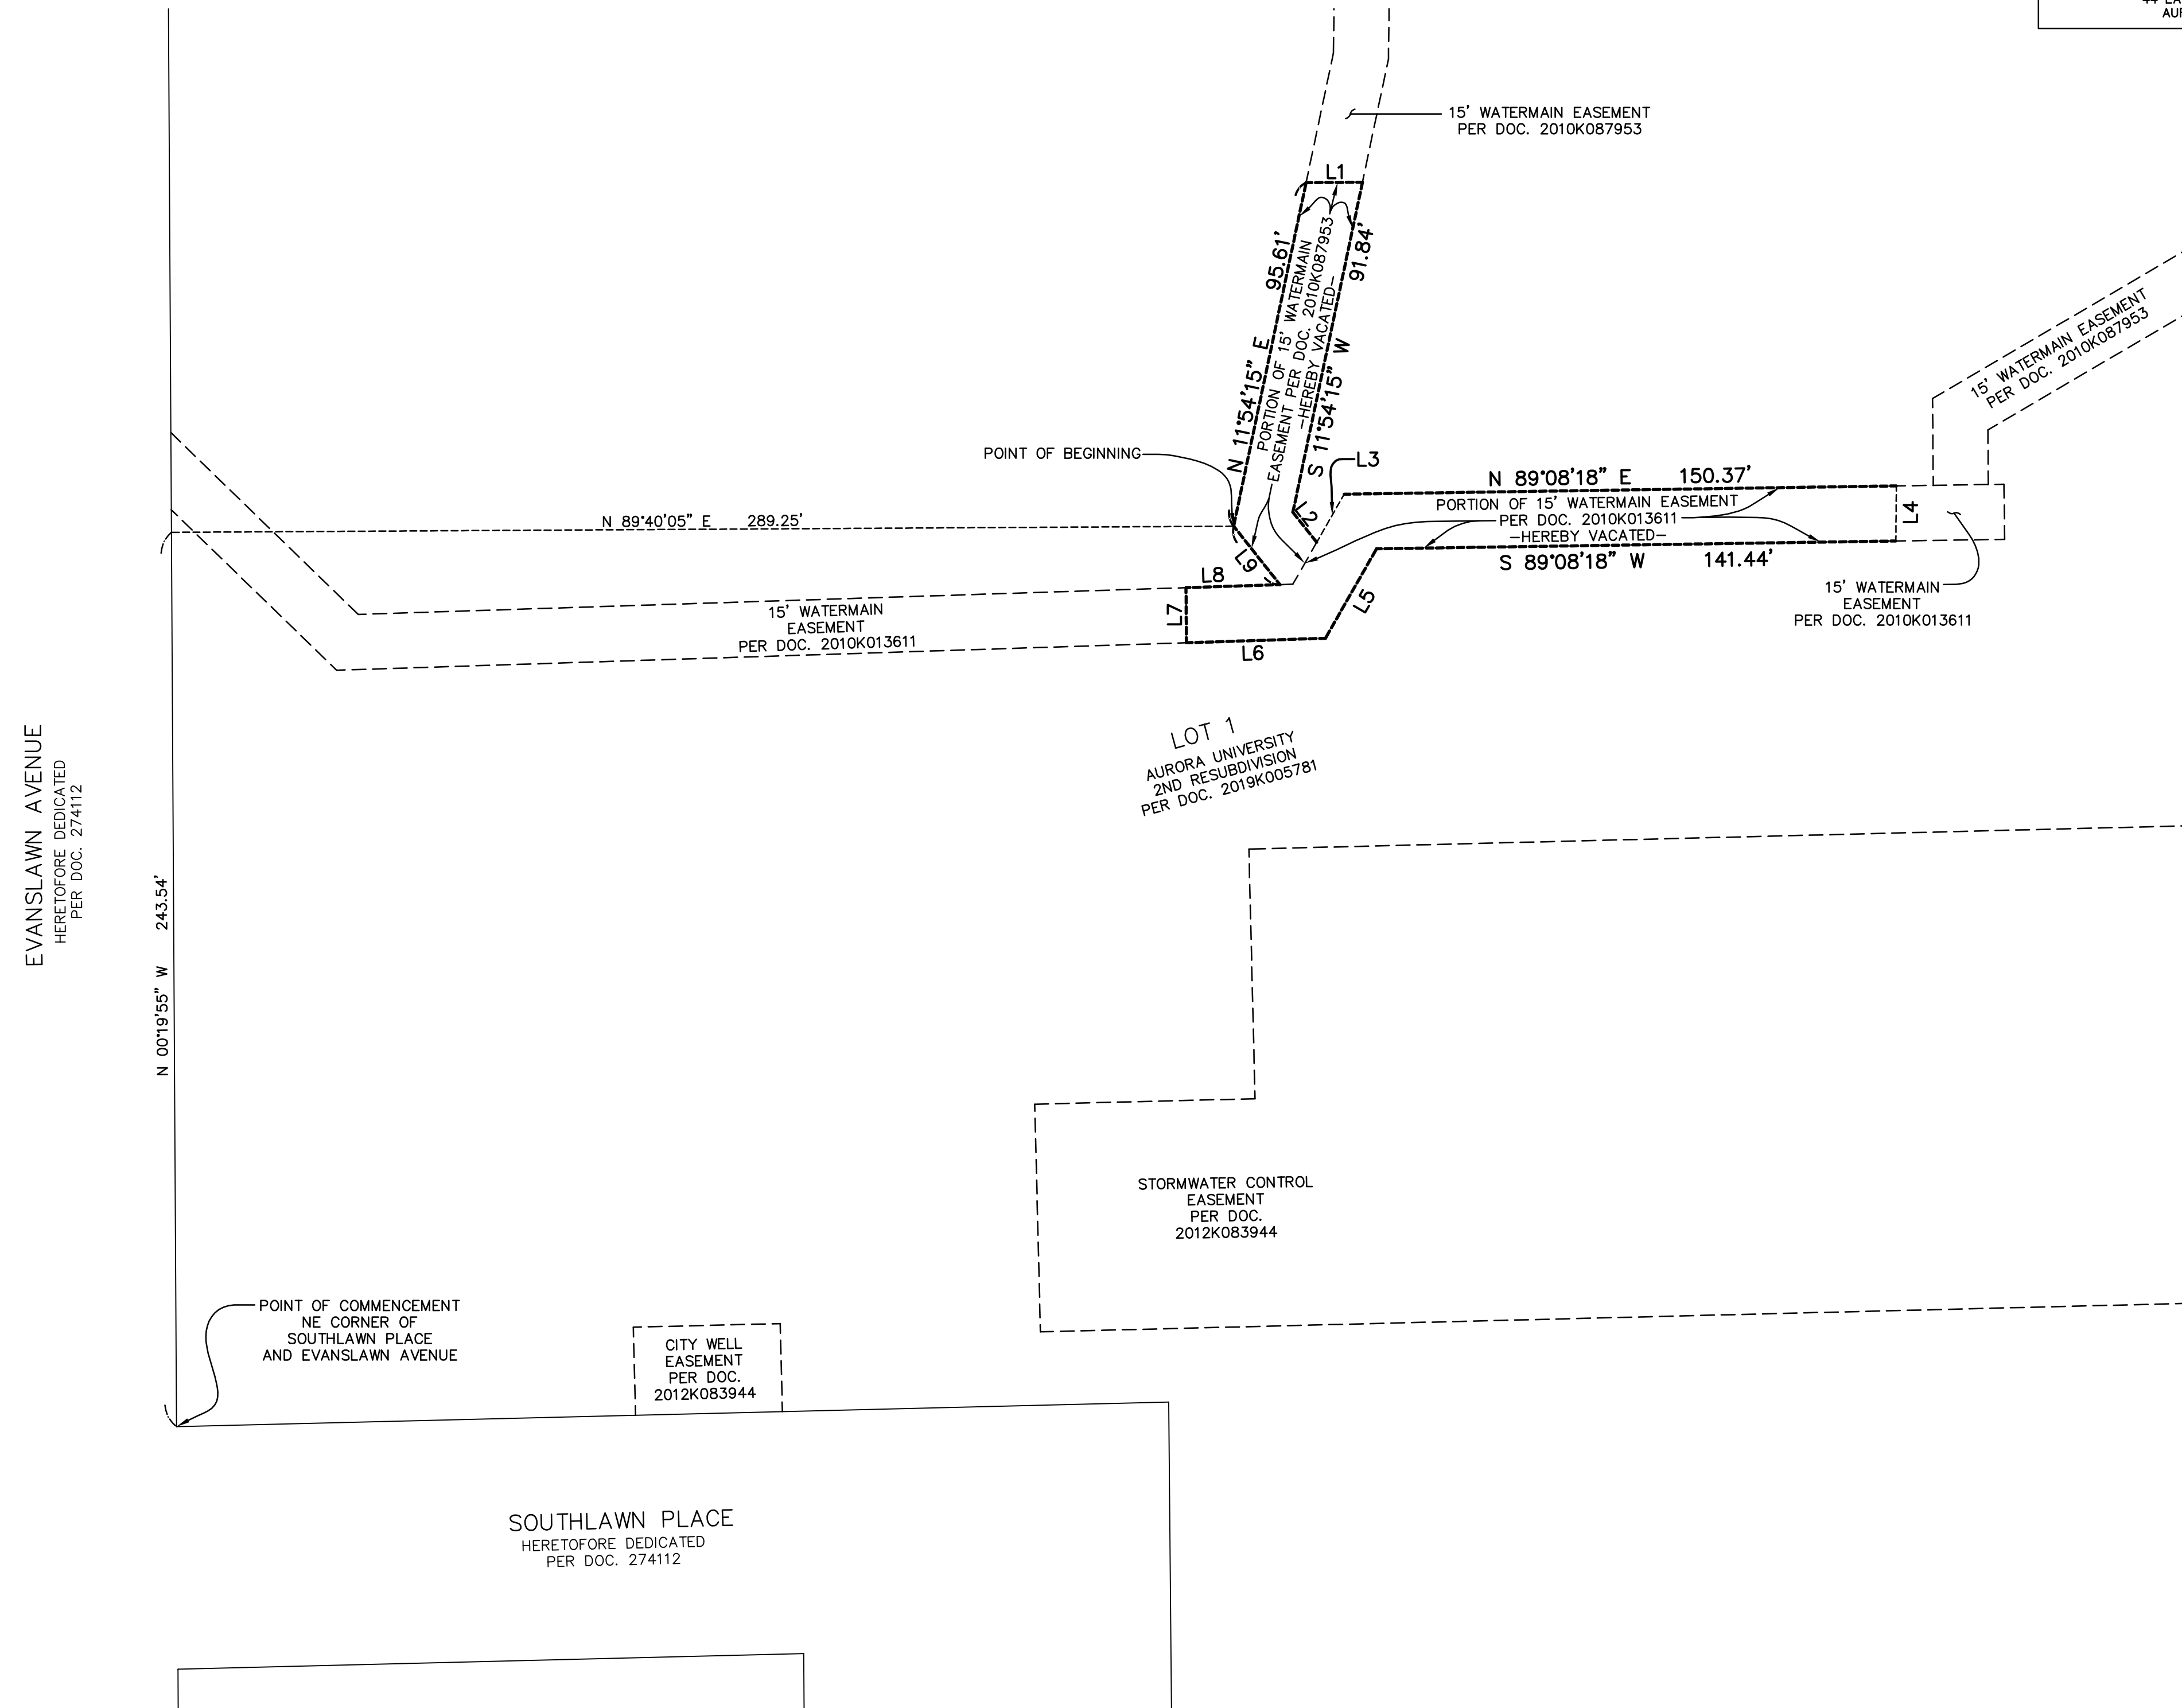 AUR
15' WATERMAIN EASEMENT
PER DOC. 2010K087953
L1
95.61'
N 11°54'15" E
PORTION OF 15' WATERMAIN
EASEMENT PER DOC. 2010K087953
-HEREBY VACATED-
91.84'
S 11°54'15" W
15' WATERMAIN EASEMENT
PER DOC. 2010K087953
POINT OF BEGINNING
L3
L2
N 89°08'18" E 150.37'
PORTION OF 15' WATERMAIN EASEMENT
PER DOC. 2010K013611
-HEREBY VACATED-
S 89°08'18" W 141.44'
L4
N 89°40'05" E 289.25'
L9
L8
L7
L6
L5
15' WATERMAIN
EASEMENT
PER DOC. 2010K013611
15' WATERMAIN
EASEMENT
PER DOC. 2010K013611
LOT 1
AURORA UNIVERSITY
2ND RESUBDIVISION
PER DOC. 2019K005781
EVANSLAWN AVENUE
HERETOFORE DEDICATED
PER DOC. 274112
N 00°19'55" W 243.54'
STORMWATER CONTROL
EASEMENT
PER DOC.
2012K083944
POINT OF COMMENCEMENT
NE CORNER OF
SOUTHLAWN PLACE
AND EVANSLAWN AVENUE
CITY WELL
EASEMENT
PER DOC.
2012K083944
SOUTHLAWN PLACE
HERETOFORE DEDICATED
PER DOC. 274112